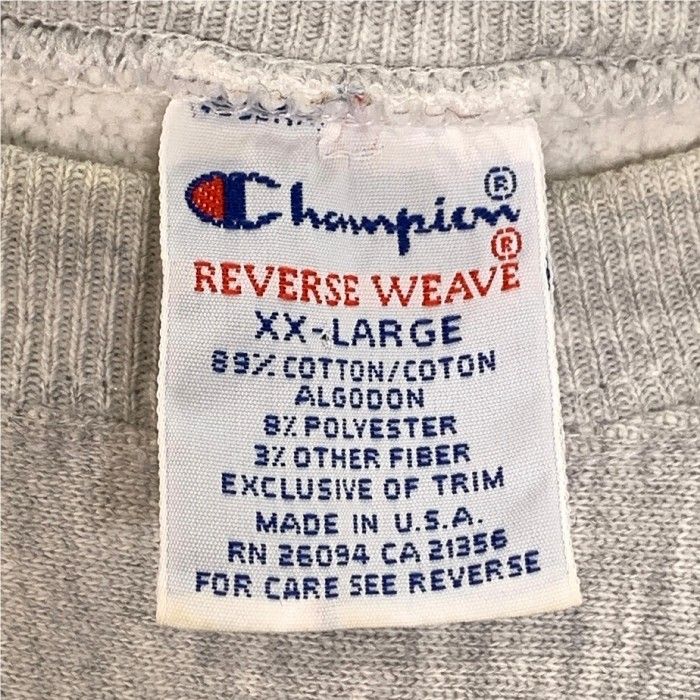 Champion ®
REVERSE WEAVE ®
XX-LARGE
89% COTTON/COTON
ALGODON
8% POLYESTER
3% OTHER FIBER
EXCLUSIVE OF TRIM
MADE IN U.S.A.
RN 26094 CA 21356
FOR CARE SEE REVERSE